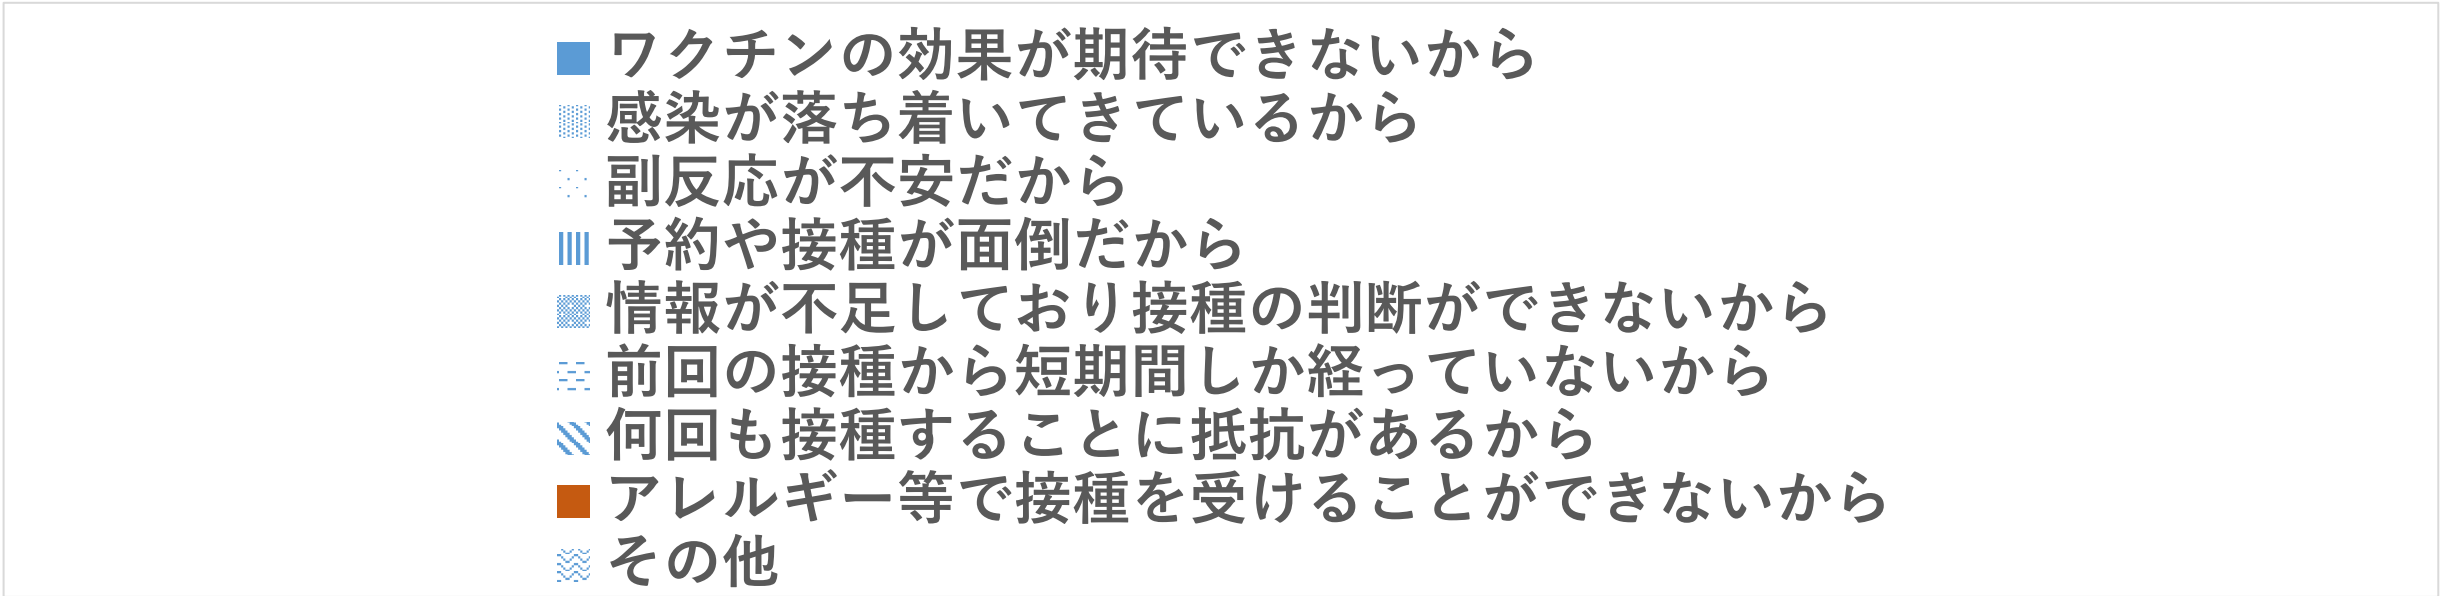 ワクチンの効果が期待できないから
感染が落ち着いてきているから
副反応が不安だから
予約や接種が面倒だから
情報が不足しており接種の判断ができないから
前回の接種から短期間しか経っていないから
何回も接種することに抵抗があるから
アレルギー等で接種を受けることができないから
その他